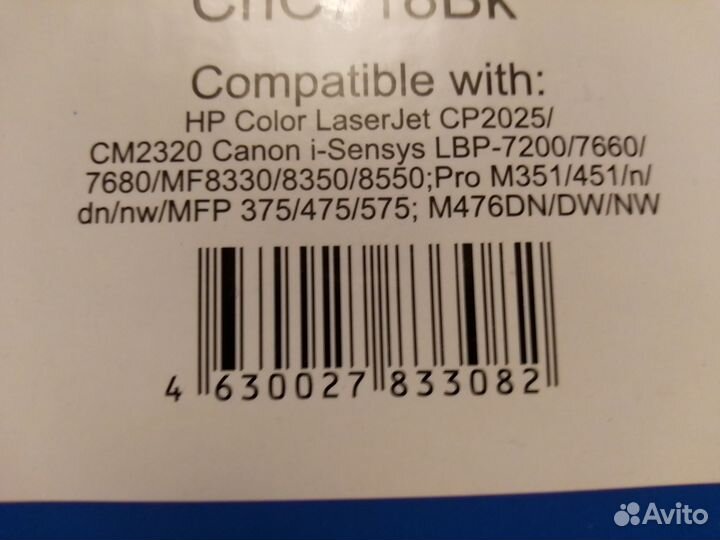 Compatible with:
HP Color LaserJet CP2025/
CM2320 Canon i-Sensys LBP-7200/7660/
7680/MF8330/8350/8550;Pro M351/451/n/
dn/nw/MFP 375/475/575; M476DN/DW/NW
4 630027 833082
Avito